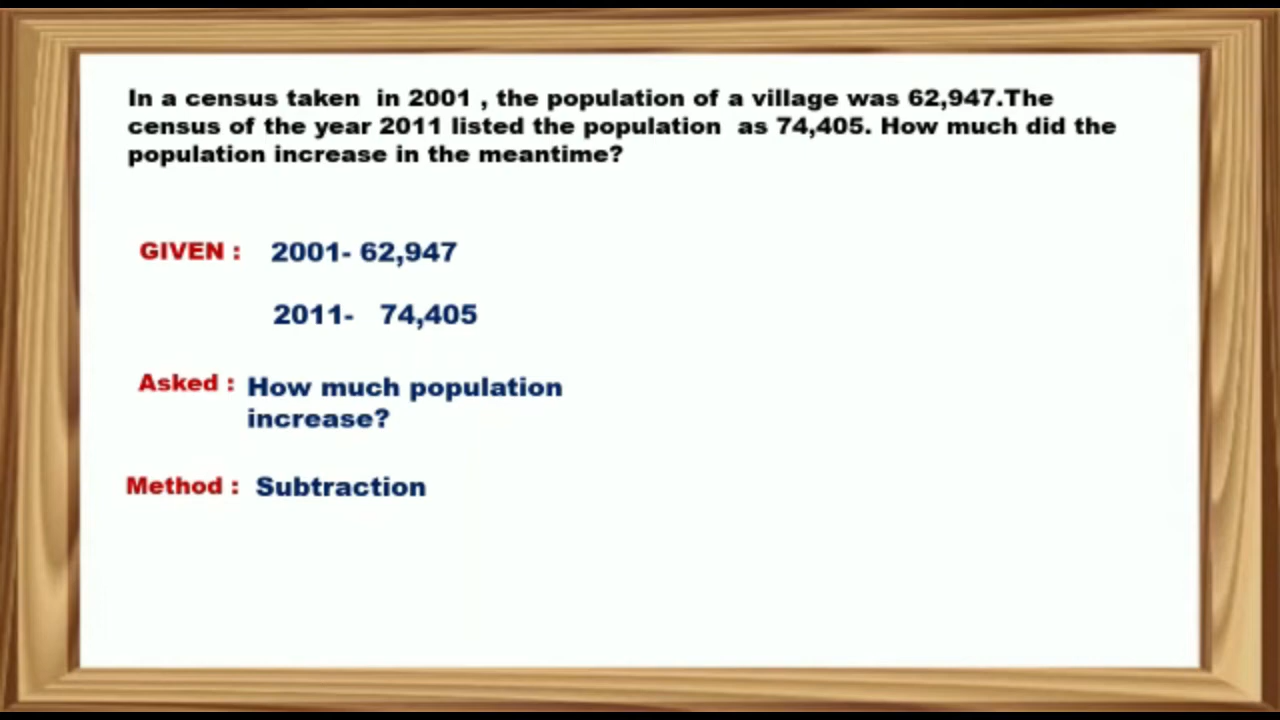 In a census taken in 2001 , the population of a village was 62,947.The
census of the year 2011 listed the population as 74,405. How much did the
population increase in the meantime?
GIVEN : 2001- 62,947
2011- 74,405
Asked : How much population
increase?
Method : Subtraction